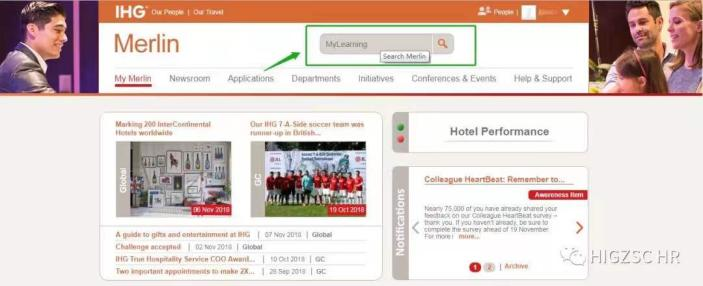 IHG® Our People | Our Travel
People |
Merlin
MyLearning
Search Merlin
My Merlin Newsroom Applications Departments Initiatives Conferences & Events Help & Support
Marking 200 InterContinental
Hotels worldwide
Global
06 Nov 2018
Our IHG 7-A-Side soccer team was
runner-up in British...
GC
19 Oct 2018
A guide to gifts and entertainment at IHG | 07 Nov 2018 | Global
Challenge accepted | 02 Nov 2018 | Global
IHG True Hospitality Service COO Award... | 10 Oct 2018 | GC
Two important appointments to make 2X... | 26 Sep 2018 | GC
Hotel Performance
Notifications
Colleague HeartBeat: Remember to...
Awareness Item
Nearly 75,000 of you have already shared your
feedback on our Colleague HeartBeat survey –
thank you. If you haven't already, be sure to
complete the survey ahead of 19 November.
For more i more...
1 2 | Archive
HIGZSC HR